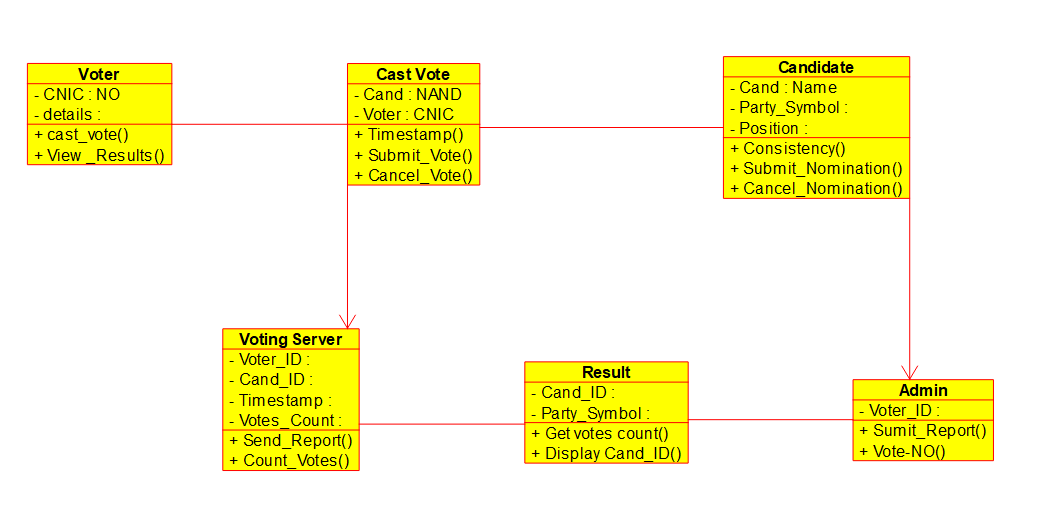 Voter
- CNIC : NO
- details :
+ cast_vote()
+ View _Results()
Cast Vote
- Cand : NAND
- Voter : CNIC
+ Timestamp()
+ Submit_Vote()
+ Cancel_Vote()
Candidate
- Cand : Name
- Party_Symbol :
- Position :
+ Consistency()
+ Submit_Nomination()
+ Cancel_Nomination()
Voting Server
- Voter_ID :
- Cand_ID :
- Timestamp :
- Votes_Count :
+ Send_Report()
+ Count_Votes()
Result
- Cand_ID :
- Party_Symbol :
+ Get votes count()
+ Display Cand_ID()
Admin
- Voter_ID :
+ Sumit_Report()
+ Vote-NO()